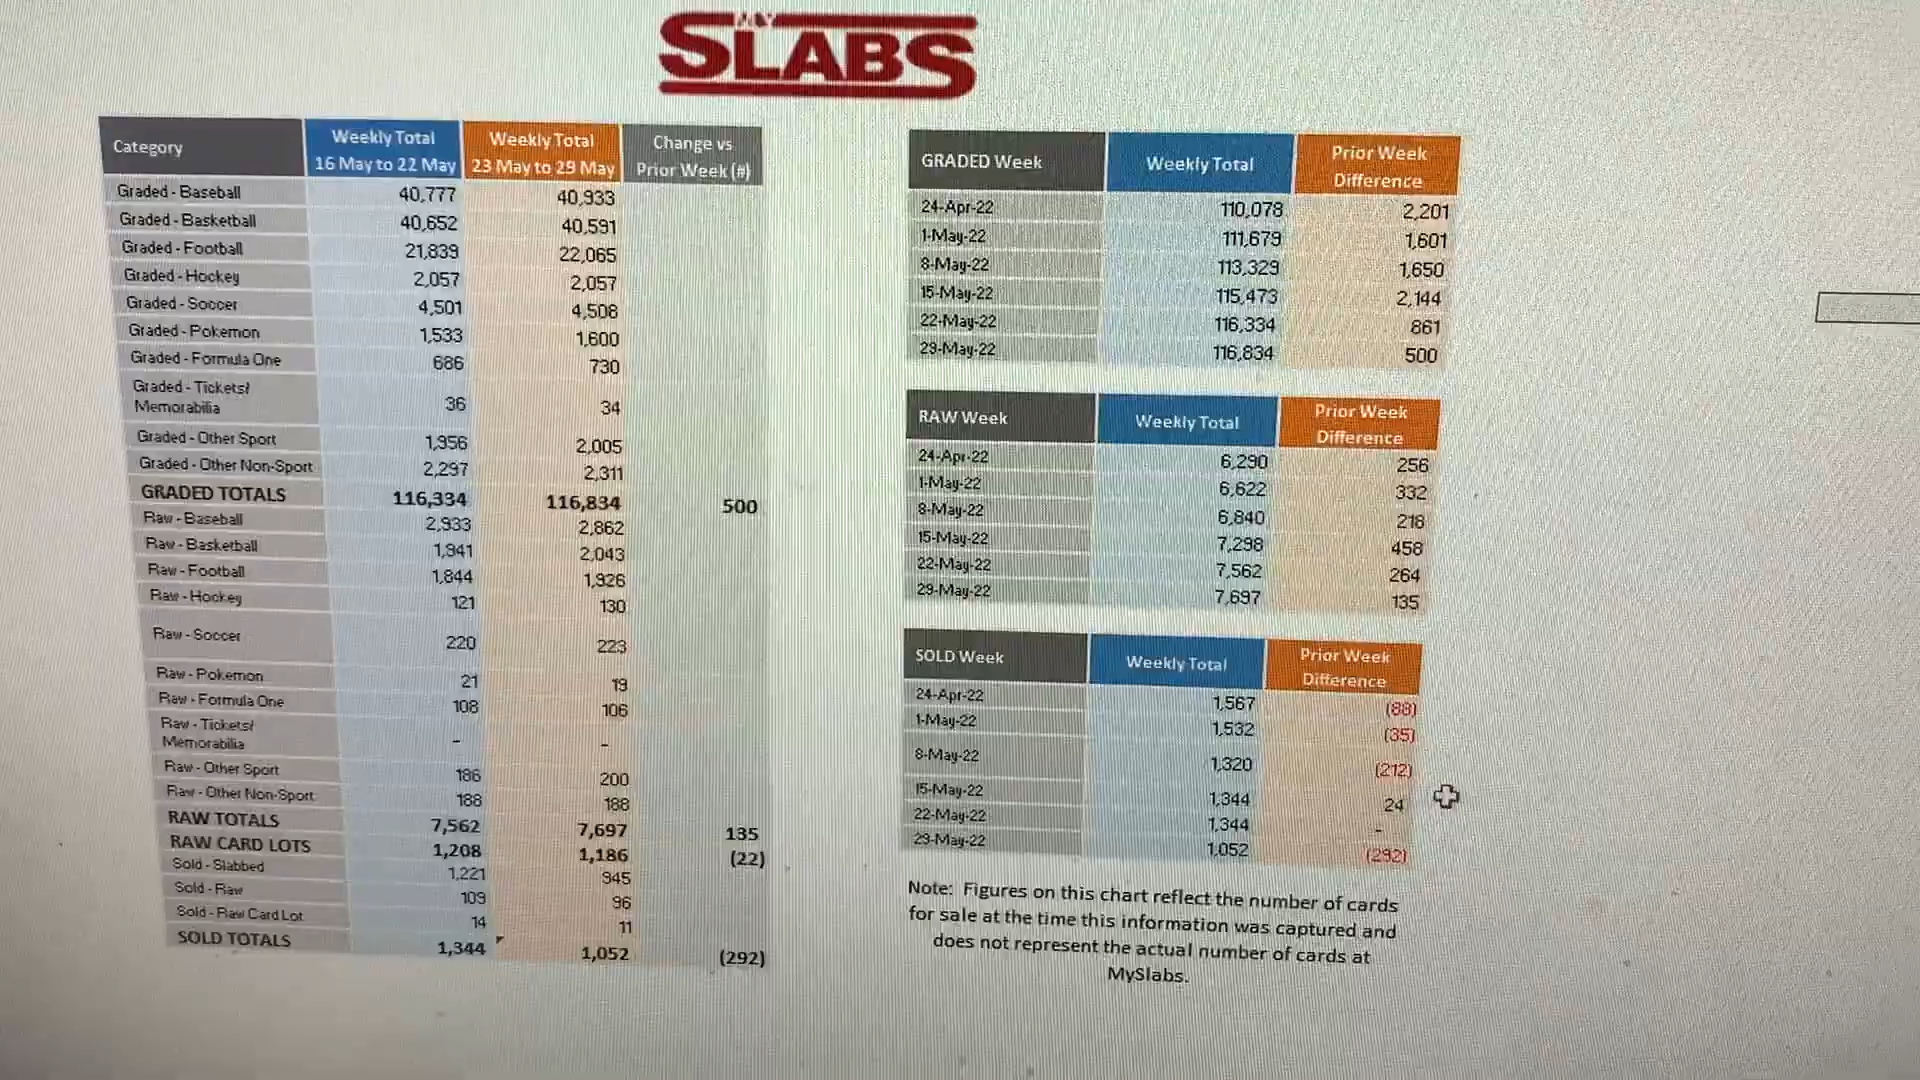 MY
SLABS
Category Weekly Total 16 May to 22 May Weekly Total 23 May to 29 May Change vs Prior Week (#)
Graded - Baseball 40,777 40,933
Graded - Basketball 40,652 40,591
Graded - Football 21,839 22,065
Graded - Hockey 2,057 2,057
Graded - Soccer 4,501 4,508
Graded - Pokemon 1,533 1,600
Graded - Formula One 686 730
Graded - Tickets/ Memorabilia 36 34
Graded - Other Sport 1,956 2,005
Graded - Other Non-Sport 2,297 2,311
GRADED TOTALS 116,334 116,834 500
Raw - Baseball 2,933 2,862
Raw - Basketball 1,941 2,043
Raw - Football 1,844 1,926
Raw - Hockey 121 130
Raw - Soccer 220 223
Raw - Pokemon 21 19
Raw - Formula One 108 106
Raw - Tickets/ Memorabilia - -
Raw - Other Sport 186 200
Raw - Other Non-Sport 188 188
RAW TOTALS 7,562 7,697 135
RAW CARD LOTS 1,208 1,186 (22)
Sold - Slabbed 1,221 945
Sold - Raw 109 96
Sold - Raw Card Lot 14 11
SOLD TOTALS 1,344 1,052 (292)
GRADED Week Weekly Total Prior Week Difference
24-Apr-22 110,078 2,201
1-May-22 111,679 1,601
8-May-22 113,329 1,650
15-May-22 115,473 2,144
22-May-22 116,334 861
29-May-22 116,834 500
RAW Week Weekly Total Prior Week Difference
24-Apr-22 6,290 256
1-May-22 6,622 332
8-May-22 6,840 218
15-May-22 7,298 458
22-May-22 7,562 264
29-May-22 7,697 135
SOLD Week Weekly Total Prior Week Difference
24-Apr-22 1,567 (88)
1-May-22 1,532 (35)
8-May-22 1,320 (212)
15-May-22 1,344 24
22-May-22 1,344 -
29-May-22 1,052 (292)
Note: Figures on this chart reflect the number of cards
for sale at the time this information was captured and
does not represent the actual number of cards at
MySlabs.